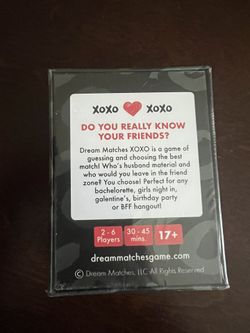 XOXO XOXO
DO YOU REALLY KNOW
YOUR FRIENDS?
Dream Matches XOXO is a game of
guessing and choosing the best
match! Who's husband material and
who would you leave in the friend
zone? You choose! Perfect for any
bachelorette, girls night in,
galentine's, birthday party
or BFF hangout!
2 - 6 30 - 45 17+
Players mins.
dreammatchesgame.com
© Dream Matches, LLC All Rights Reserved